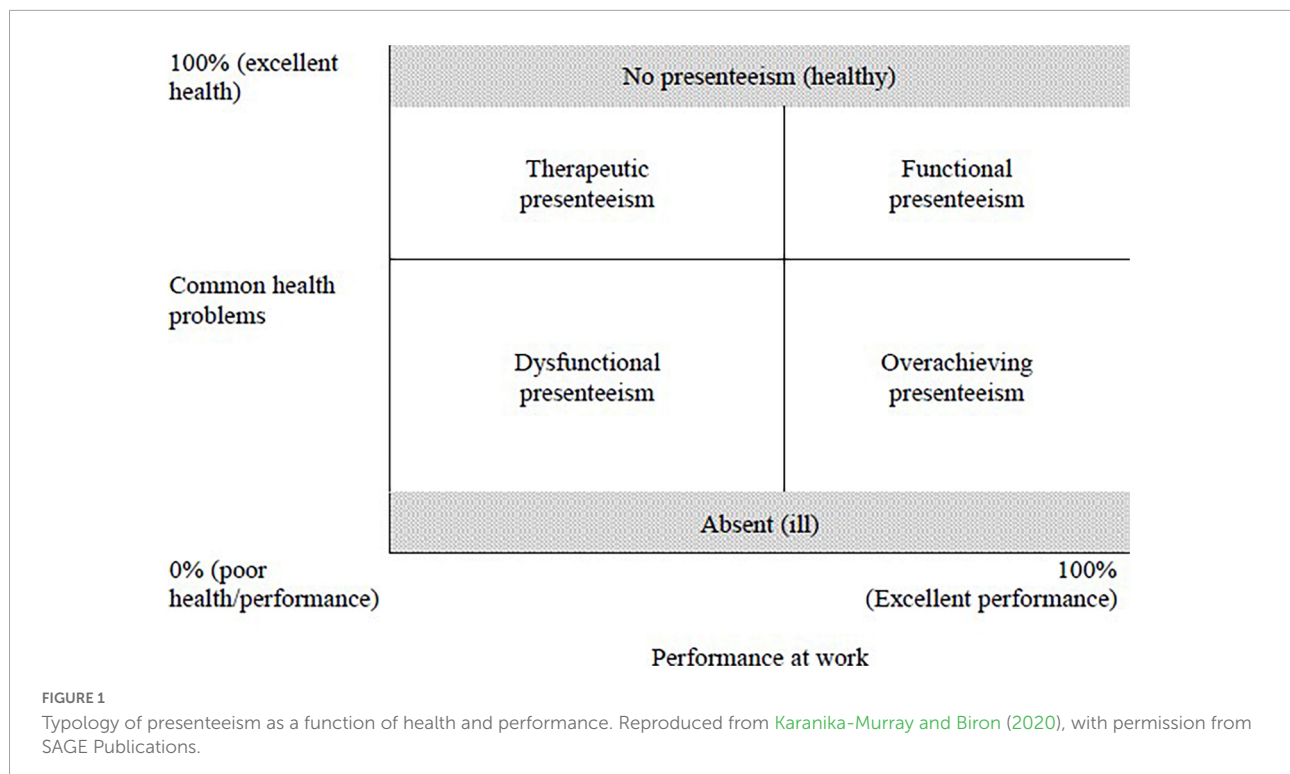 100% (excellent
health)
No presenteeism (healthy)
Therapeutic
presenteeism
Functional
presenteeism
Common health
problems
Dysfunctional
presenteeism
Overachieving
presenteeism
Absent (ill)
0% (poor
health/performance)
100%
(Excellent performance)
Performance at work
FIGURE 1
Typology of presenteeism as a function of health and performance. Reproduced from Karanika-Murray and Biron (2020), with permission from
SAGE Publications.